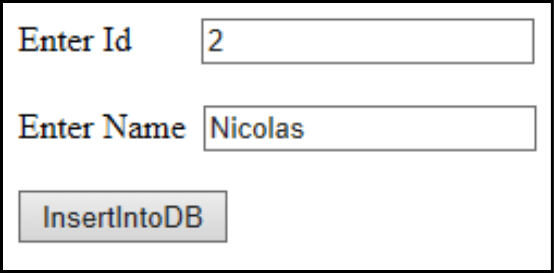 Enter Id 2
Enter Name Nicolas
InsertIntoDB